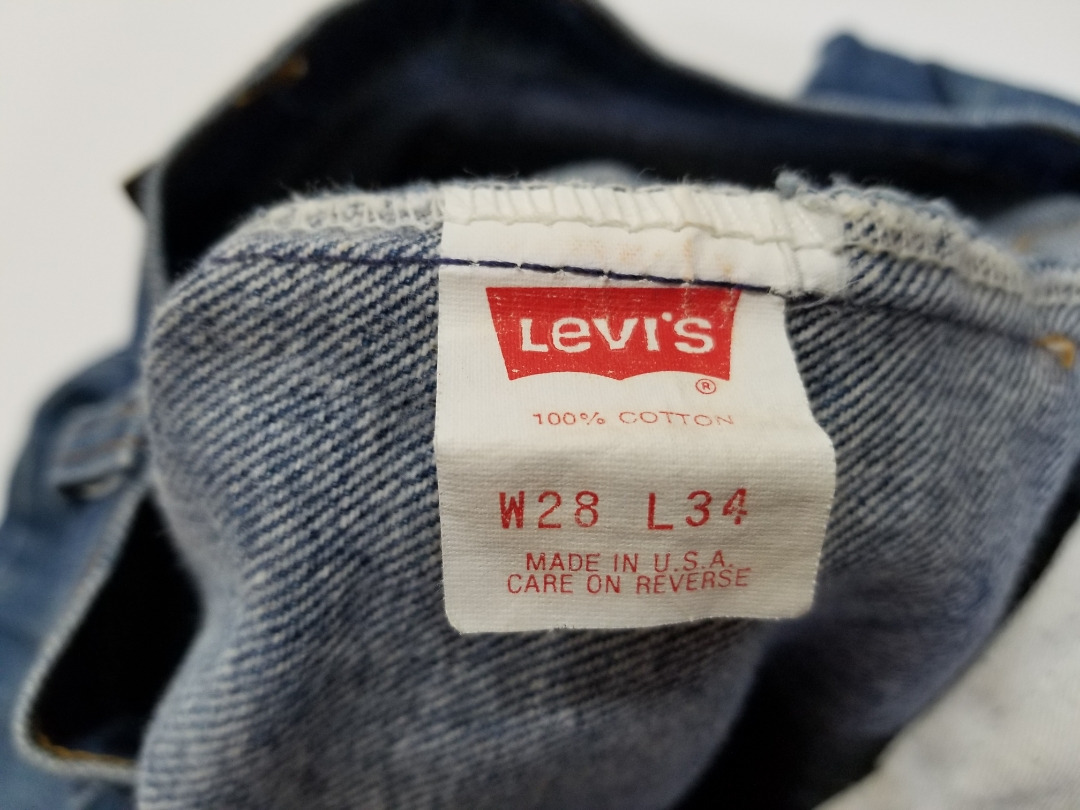 LEVI'S
®
100% COTTON
W28 L34
MADE IN U.S.A.
CARE ON REVERSE